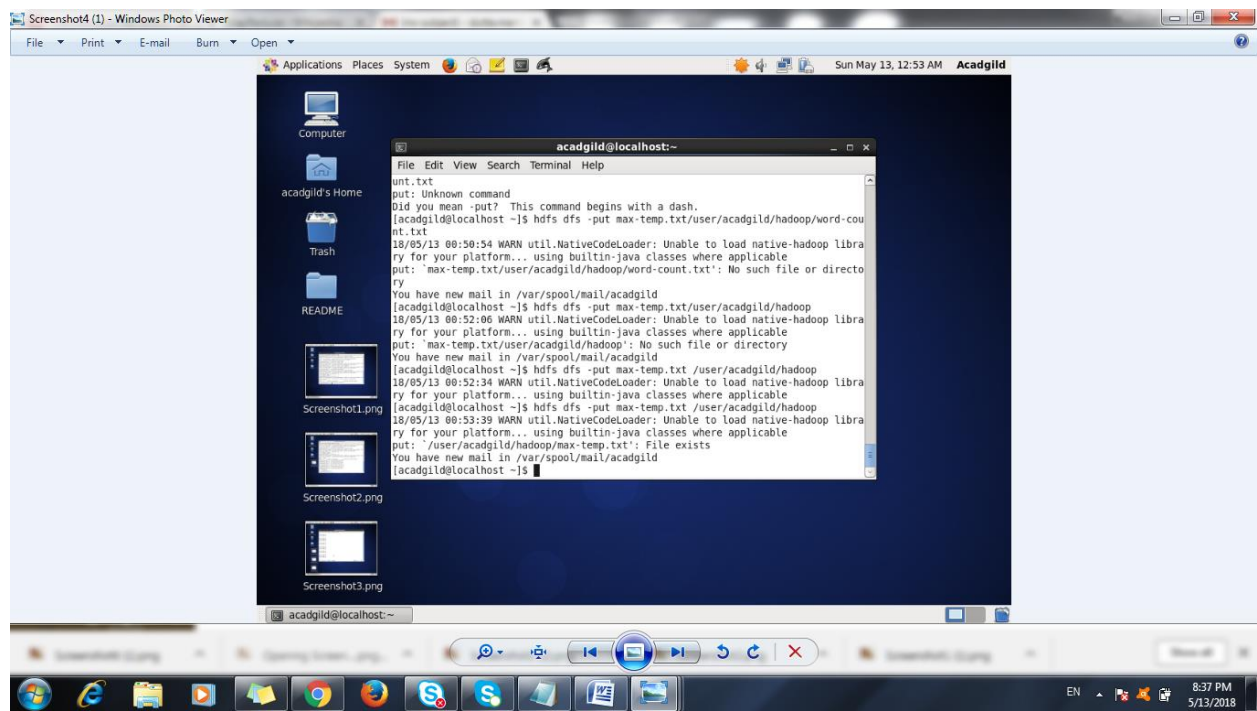 Screenshot4 (1) - Windows Photo Viewer
File Print E-mail Burn Open
Applications Places System Sun May 13, 12:53 AM Acadgild
Computer
acadgild's Home
Trash
README
Screenshot1.png
Screenshot2.png
Screenshot3.png
acadgild@localhost:~
File Edit View Search Terminal Help
unt.txt
put: Unknown command
Did you mean -put?  This command begins with a dash.
[acadgild@localhost ~]$ hdfs dfs -put max-temp.txt/user/acadgild/hadoop/word-cou
nt.txt
18/05/13 00:50:54 WARN util.NativeCodeLoader: Unable to load native-hadoop libra
ry for your platform... using builtin-java classes where applicable
put: `max-temp.txt/user/acadgild/hadoop/word-count.txt': No such file or directo
ry
You have new mail in /var/spool/mail/acadgild
[acadgild@localhost ~]$ hdfs dfs -put max-temp.txt/user/acadgild/hadoop
18/05/13 00:52:06 WARN util.NativeCodeLoader: Unable to load native-hadoop libra
ry for your platform... using builtin-java classes where applicable
put: `max-temp.txt/user/acadgild/hadoop': No such file or directory
You have new mail in /var/spool/mail/acadgild
[acadgild@localhost ~]$ hdfs dfs -put max-temp.txt /user/acadgild/hadoop
18/05/13 00:52:34 WARN util.NativeCodeLoader: Unable to load native-hadoop libra
ry for your platform... using builtin-java classes where applicable
[acadgild@localhost ~]$ hdfs dfs -put max-temp.txt /user/acadgild/hadoop
18/05/13 00:53:39 WARN util.NativeCodeLoader: Unable to load native-hadoop libra
ry for your platform... using builtin-java classes where applicable
put: `/user/acadgild/hadoop/max-temp.txt': File exists
You have new mail in /var/spool/mail/acadgild
[acadgild@localhost ~]$
acadgild@localhost:~
EN
8:37 PM
5/13/2018